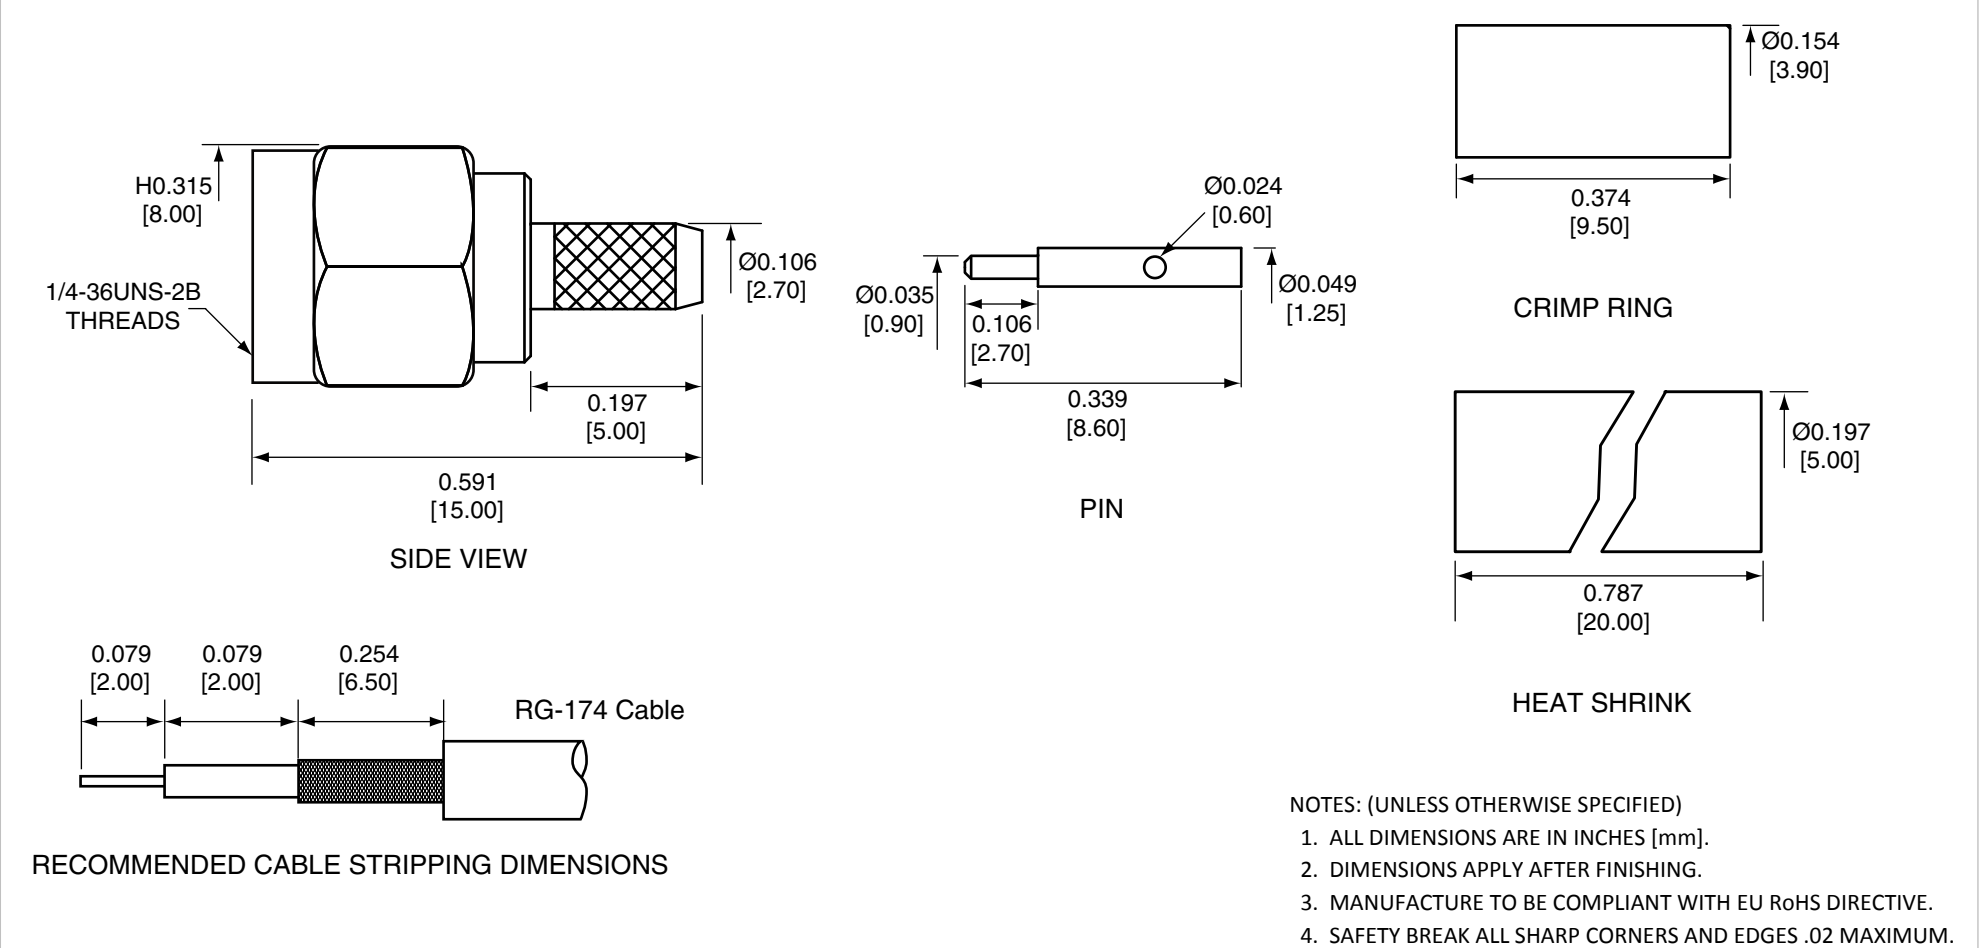 H0.315
[8.00]
1/4-36UNS-2B
THREADS
Ø0.106
[2.70]
0.197
[5.00]
0.591
[15.00]
SIDE VIEW
Ø0.024
[0.60]
Ø0.035
[0.90]
0.106
[2.70]
Ø0.049
[1.25]
0.339
[8.60]
PIN
Ø0.154
[3.90]
0.374
[9.50]
CRIMP RING
Ø0.197
[5.00]
0.787
[20.00]
HEAT SHRINK
0.079
[2.00]
0.079
[2.00]
0.254
[6.50]
RG-174 Cable
RECOMMENDED CABLE STRIPPING DIMENSIONS
NOTES: (UNLESS OTHERWISE SPECIFIED)
1. ALL DIMENSIONS ARE IN INCHES [mm].
2. DIMENSIONS APPLY AFTER FINISHING.
3. MANUFACTURE TO BE COMPLIANT WITH EU RoHS DIRECTIVE.
4. SAFETY BREAK ALL SHARP CORNERS AND EDGES .02 MAXIMUM.